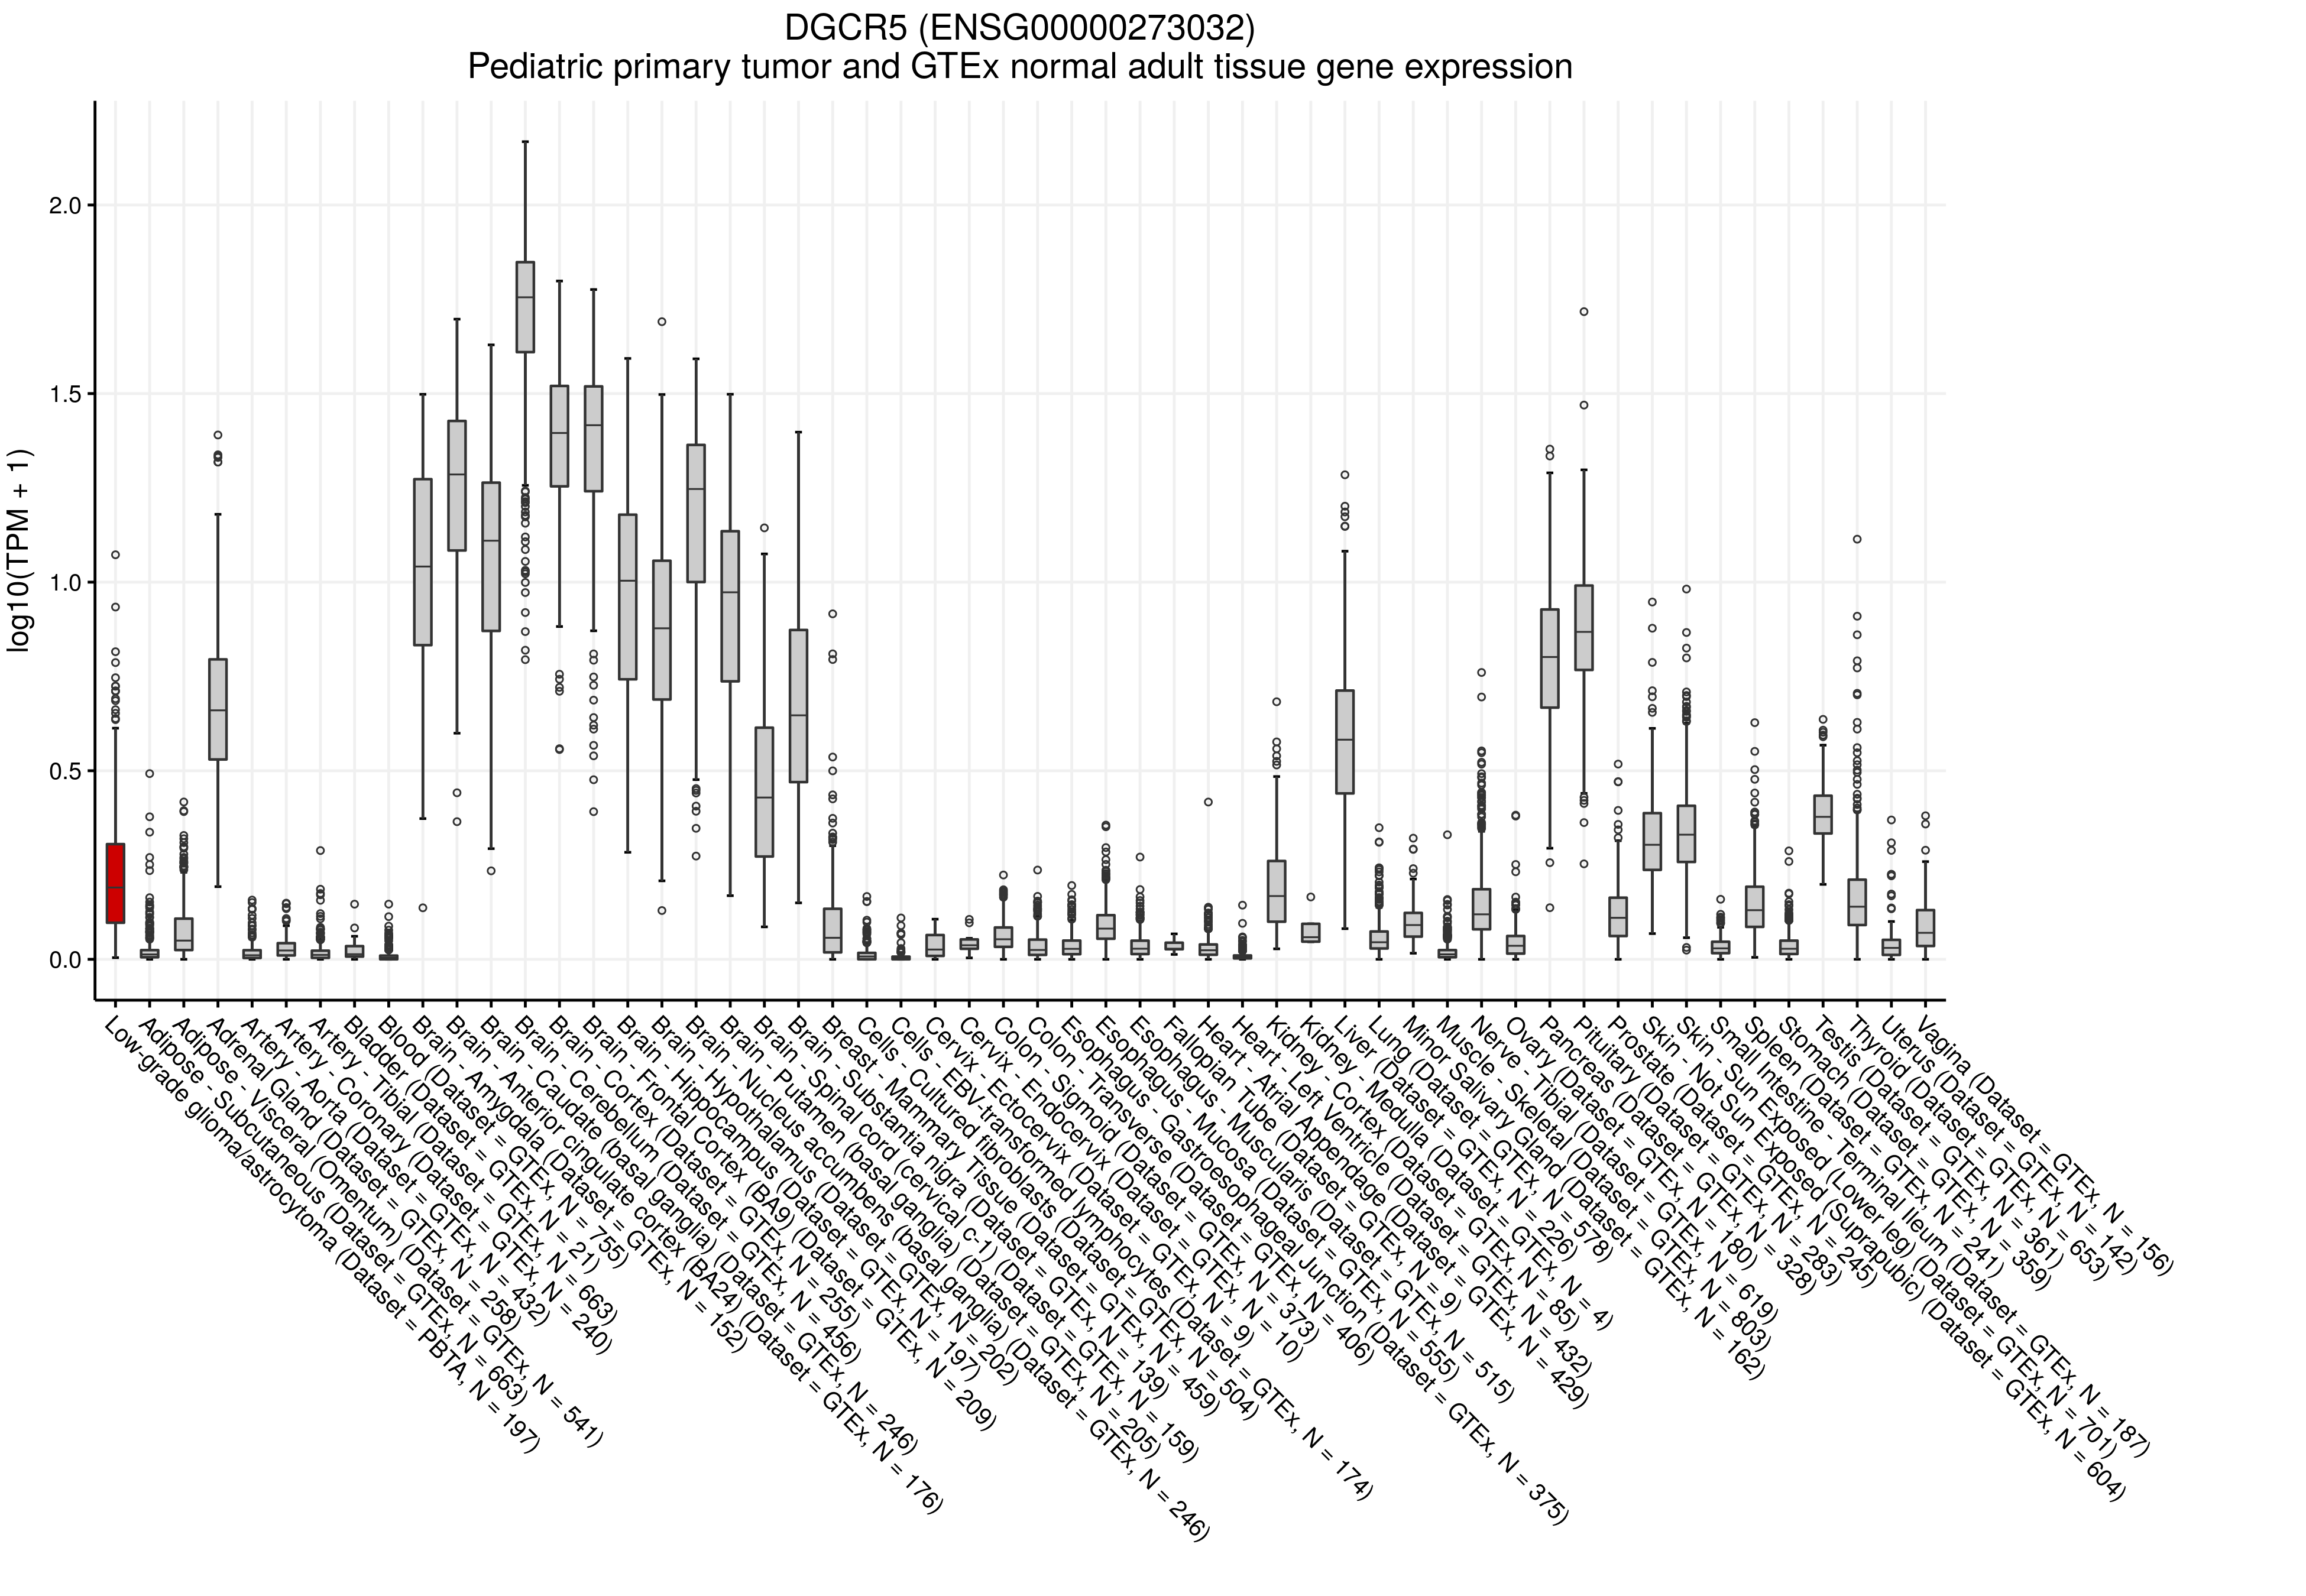 DGCR5 (ENSG00000273032)
Pediatric primary tumor and GTEx normal adult tissue gene expression
log10(TPM + 1)
2.0
1.5
1.0
0.5
0.0
Low-grade glioma/astrocytoma (Dataset = PBTA, N = 197)
Adipose - Subcutaneous (Dataset = GTEx, N = 663)
Adipose - Visceral (Omentum) (Dataset = GTEx, N = 541)
Adrenal Gland (Dataset = GTEx, N = 258)
Artery - Aorta (Dataset = GTEx, N = 432)
Artery - Coronary (Dataset = GTEx, N = 240)
Artery - Tibial (Dataset = GTEx, N = 663)
Bladder (Dataset = GTEx, N = 21)
Blood (Dataset = GTEx, N = 755)
Brain - Amygdala (Dataset = GTEx, N = 152)
Brain - Anterior cingulate cortex (BA24) (Dataset = GTEx, N = 176)
Brain - Caudate (basal ganglia) (Dataset = GTEx, N = 246)
Brain - Cerebellum (Dataset = GTEx, N = 456)
Brain - Cortex (Dataset = GTEx, N = 255)
Brain - Frontal Cortex (BA9) (Dataset = GTEx, N = 209)
Brain - Hippocampus (Dataset = GTEx, N = 197)
Brain - Hypothalamus (Dataset = GTEx, N = 202)
Brain - Nucleus accumbens (basal ganglia) (Dataset = GTEx, N = 246)
Brain - Putamen (basal ganglia) (Dataset = GTEx, N = 205)
Brain - Spinal cord (cervical c-1) (Dataset = GTEx, N = 159)
Brain - Substantia nigra (Dataset = GTEx, N = 139)
Breast - Mammary Tissue (Dataset = GTEx, N = 459)
Cells - Cultured fibroblasts (Dataset = GTEx, N = 504)
Cells - EBV-transformed lymphocytes (Dataset = GTEx, N = 174)
Cervix - Ectocervix (Dataset = GTEx, N = 9)
Cervix - Endocervix (Dataset = GTEx, N = 10)
Colon - Sigmoid (Dataset = GTEx, N = 373)
Colon - Transverse (Dataset = GTEx, N = 406)
Esophagus - Gastroesophageal Junction (Dataset = GTEx, N = 375)
Esophagus - Mucosa (Dataset = GTEx, N = 555)
Esophagus - Muscularis (Dataset = GTEx, N = 515)
Fallopian Tube (Dataset = GTEx, N = 9)
Heart - Atrial Appendage (Dataset = GTEx, N = 429)
Heart - Left Ventricle (Dataset = GTEx, N = 432)
Kidney - Cortex (Dataset = GTEx, N = 85)
Kidney - Medulla (Dataset = GTEx, N = 4)
Liver (Dataset = GTEx, N = 226)
Lung (Dataset = GTEx, N = 578)
Minor Salivary Gland (Dataset = GTEx, N = 162)
Muscle - Skeletal (Dataset = GTEx, N = 803)
Nerve - Tibial (Dataset = GTEx, N = 619)
Ovary (Dataset = GTEx, N = 180)
Pancreas (Dataset = GTEx, N = 328)
Pituitary (Dataset = GTEx, N = 283)
Prostate (Dataset = GTEx, N = 245)
Skin - Not Sun Exposed (Suprapubic) (Dataset = GTEx, N = 604)
Skin - Sun Exposed (Lower leg) (Dataset = GTEx, N = 701)
Small Intestine - Terminal Ileum (Dataset = GTEx, N = 187)
Spleen (Dataset = GTEx, N = 241)
Stomach (Dataset = GTEx, N = 359)
Testis (Dataset = GTEx, N = 361)
Thyroid (Dataset = GTEx, N = 653)
Uterus (Dataset = GTEx, N = 142)
Vagina (Dataset = GTEx, N = 156)